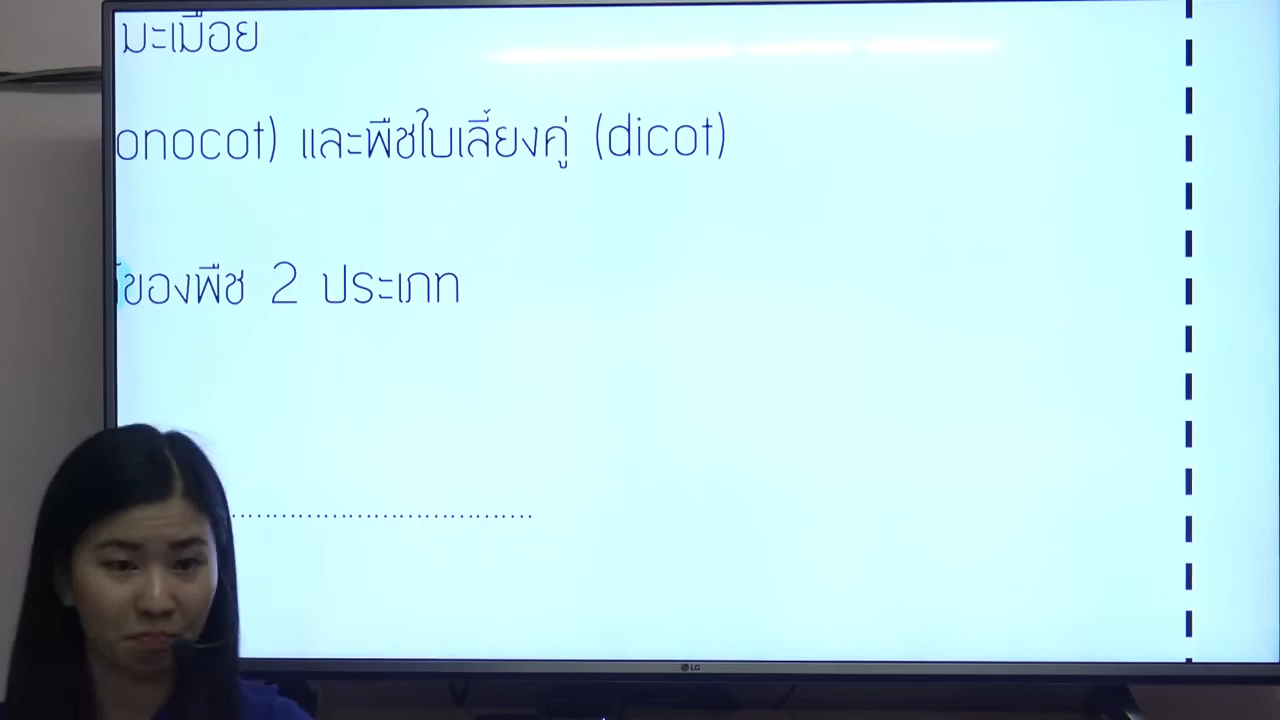 มะเมื่อย
onocot) และพืชใบเลี้ยงคู่ (dicot)
ของพืช 2 ประเภท
LG